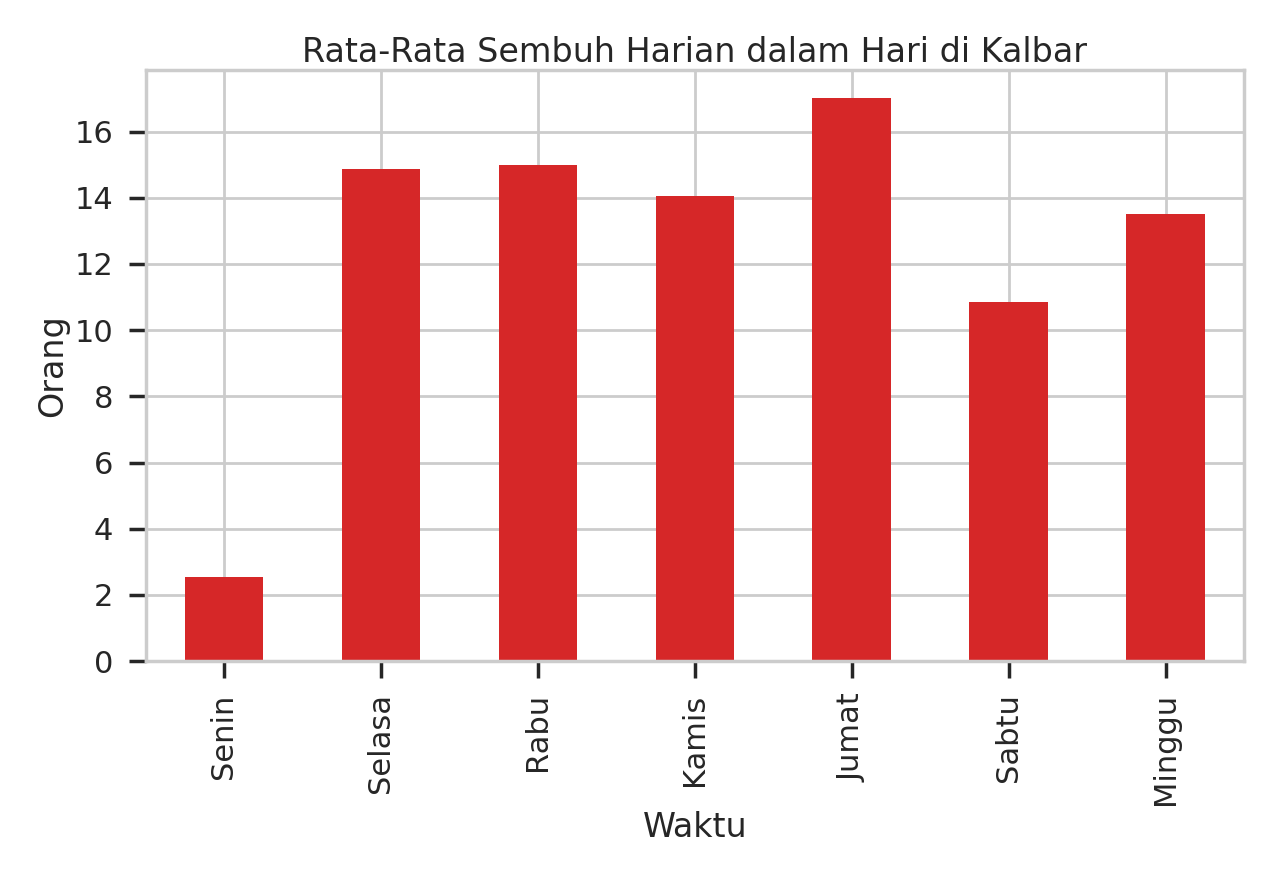 Rata-Rata Sembuh Harian dalam Hari di Kalbar
16
14
12
10
8
6
4
2
0
Orang
Senin
Selasa
Rabu
Kamis
Jumat
Sabtu
Minggu
Waktu